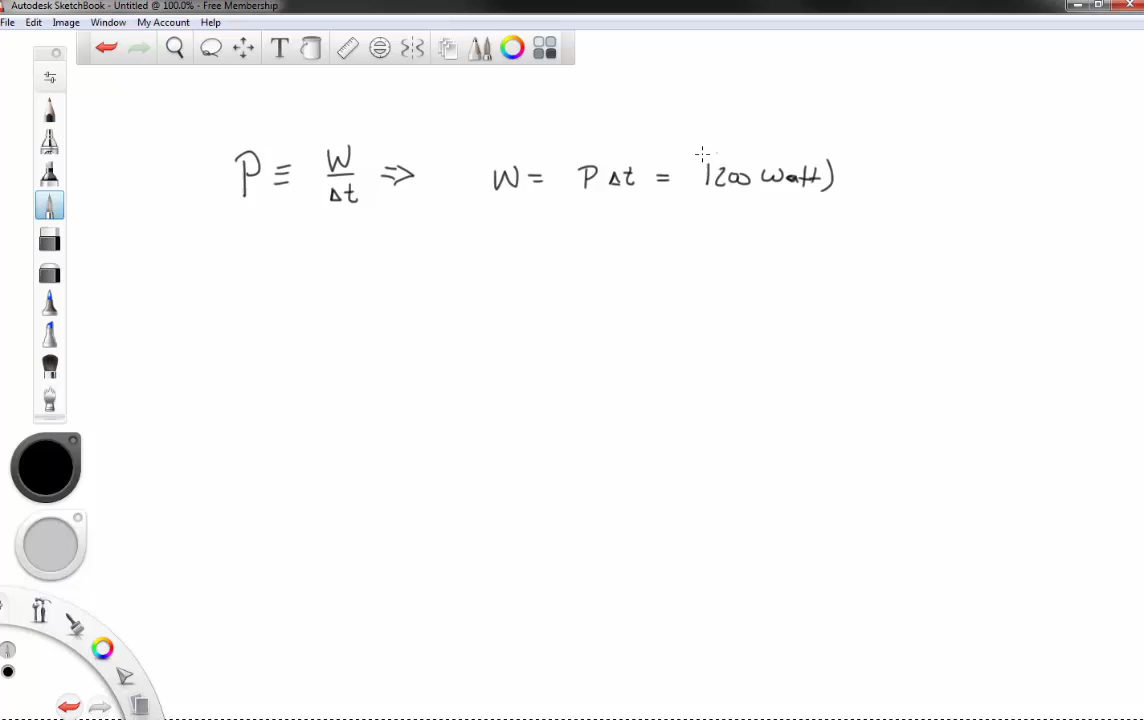 Autodesk SketchBook - Untitled @ 100.0% - Free Membership
File Edit Image Window My Account Help
T
P ≡ W/Δt ⇒ W = P Δt = 1200 watt)